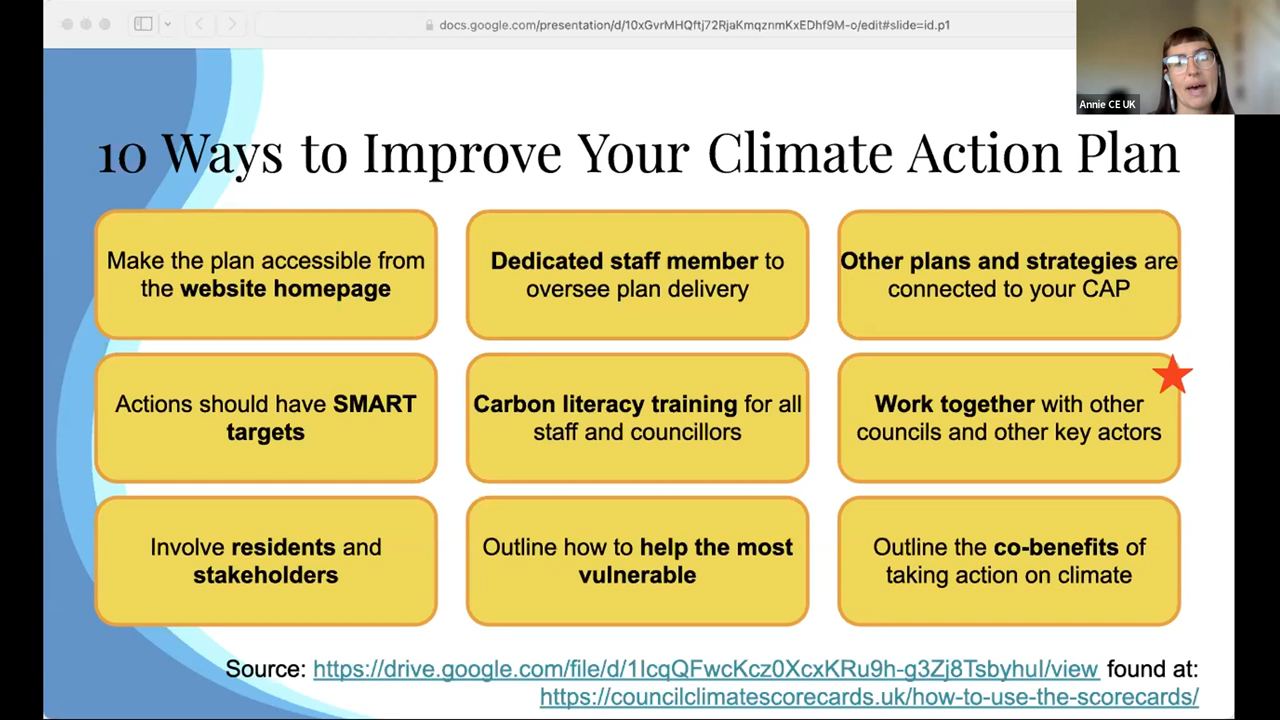 docs.google.com/presentation/d/10xGvrMHQftj72RjaKmqznmKxEDhf9M-o/edit#slide=id.p1
Annie CE UK
10 Ways to Improve Your Climate Action Plan
Make the plan accessible from
the website homepage
Dedicated staff member to
oversee plan delivery
Other plans and strategies are
connected to your CAP
Actions should have SMART
targets
Carbon literacy training for all
staff and councillors
Work together with other
councils and other key actors
Involve residents and
stakeholders
Outline how to help the most
vulnerable
Outline the co-benefits of
taking action on climate
Source: https://drive.google.com/file/d/1IcqQFwcKcz0XcxKRu9h-g3Zj8TsbyhuI/view found at:
https://councilclimatescorecards.uk/how-to-use-the-scorecards/